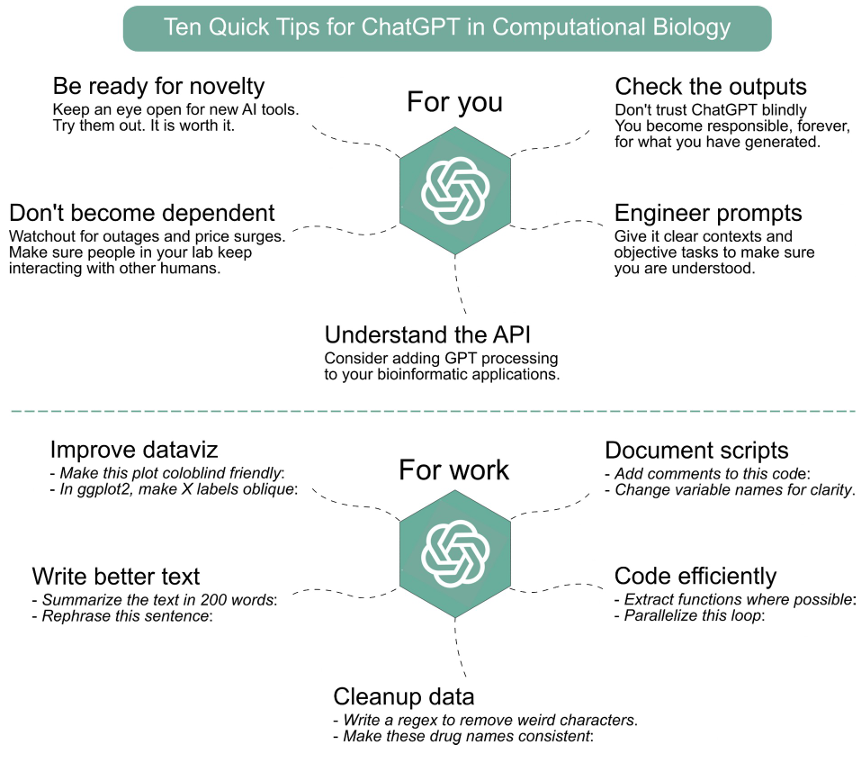 Ten Quick Tips for ChatGPT in Computational Biology
For you
Be ready for novelty
Keep an eye open for new AI tools.
Try them out. It is worth it.
Check the outputs
Don't trust ChatGPT blindly
You become responsible, forever,
for what you have generated.
Don't become dependent
Watchout for outages and price surges.
Make sure people in your lab keep
interacting with other humans.
Engineer prompts
Give it clear contexts and
objective tasks to make sure
you are understood.
Understand the API
Consider adding GPT processing
to your bioinformatic applications.
For work
Improve dataviz
- Make this plot coloblind friendly:
- In ggplot2, make X labels oblique:
Document scripts
- Add comments to this code:
- Change variable names for clarity.
Write better text
- Summarize the text in 200 words:
- Rephrase this sentence:
Code efficiently
- Extract functions where possible:
- Parallelize this loop:
Cleanup data
- Write a regex to remove weird characters.
- Make these drug names consistent: